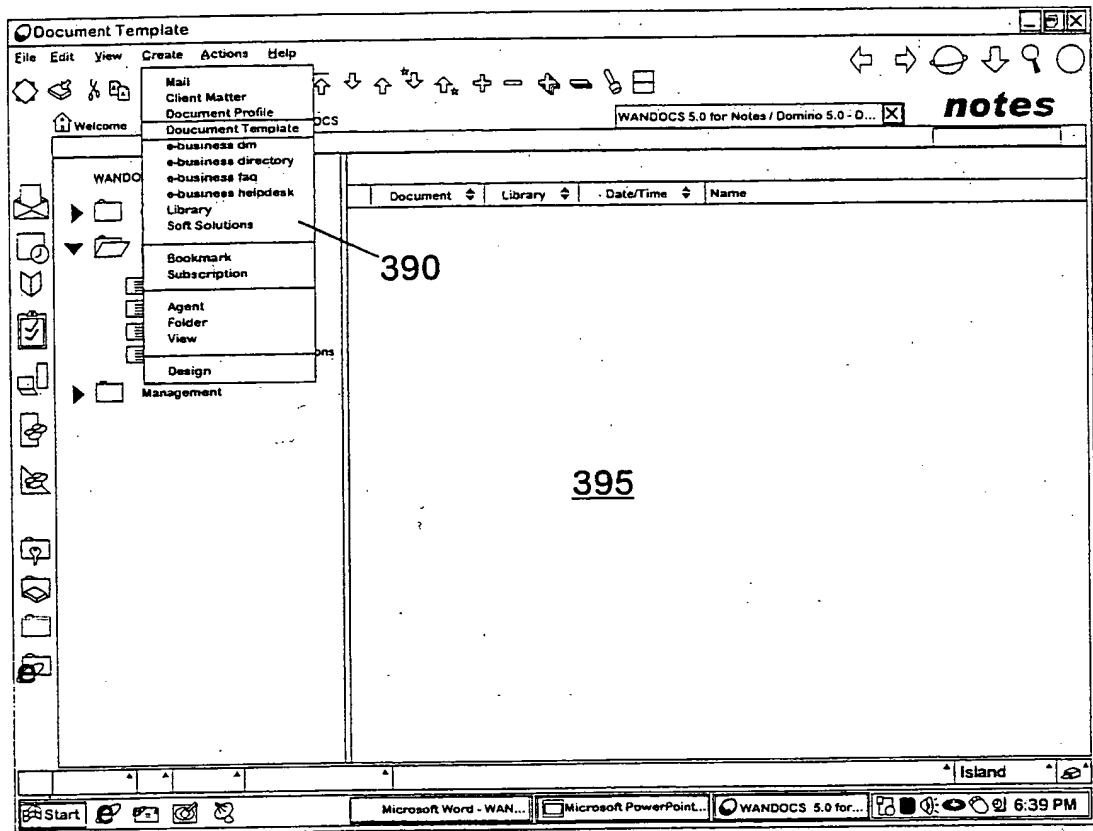 Document Template
File Edit View Create Actions Help
Mail
Client Matter
Document Profile
Doucument Template
e-business dm
e-business directory
e-business faq
e-business helpdesk
Library
Soft Solutions
Bookmark
Subscription
Agent
Folder
View
Design
Welcome
OCS
WANDOCS 5.0 for Notes / Domino 5.0 - D...
notes
WANDO
Document Library Date/Time Name
390
ons
Management
395
Island
Start
Microsoft Word - WAN...
Microsoft PowerPoint...
WANDOCS 5.0 for...
6:39 PM